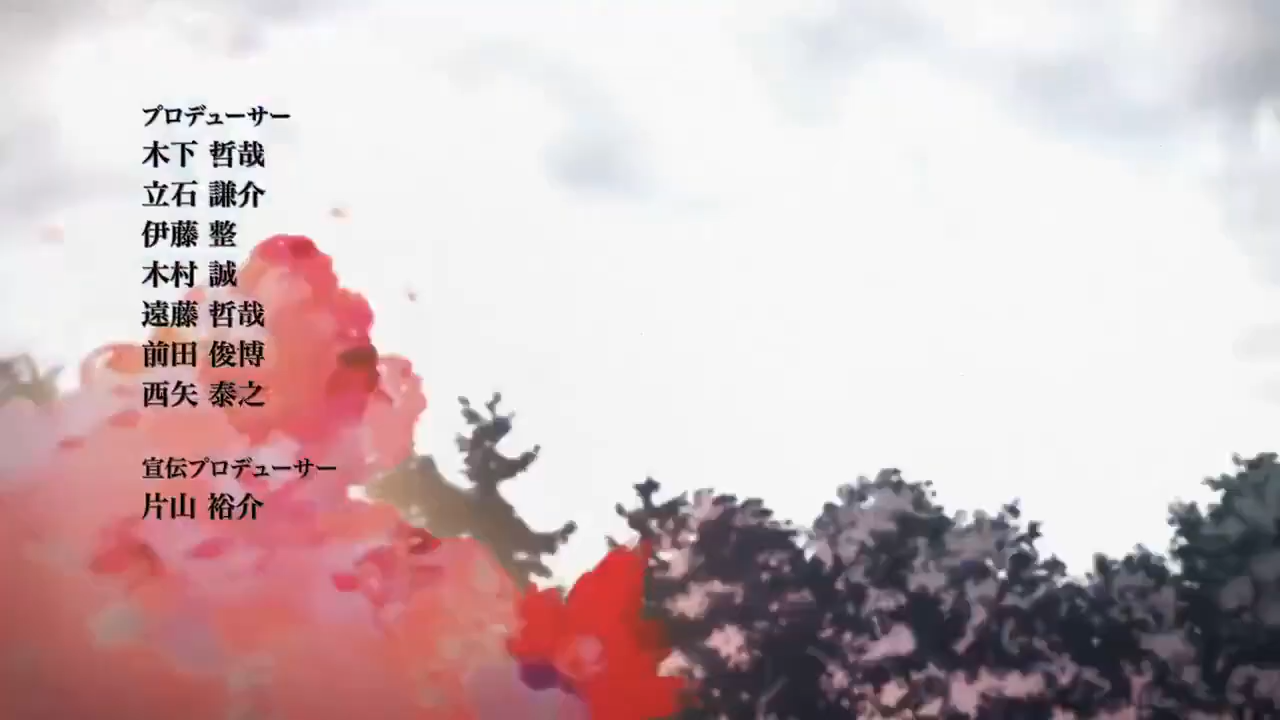 プロデューサー
木下 哲哉
立石 謙介
伊藤 整
木村 誠
遠藤 哲哉
前田 俊博
西矢 泰之
宣伝プロデューサー
片山 裕介